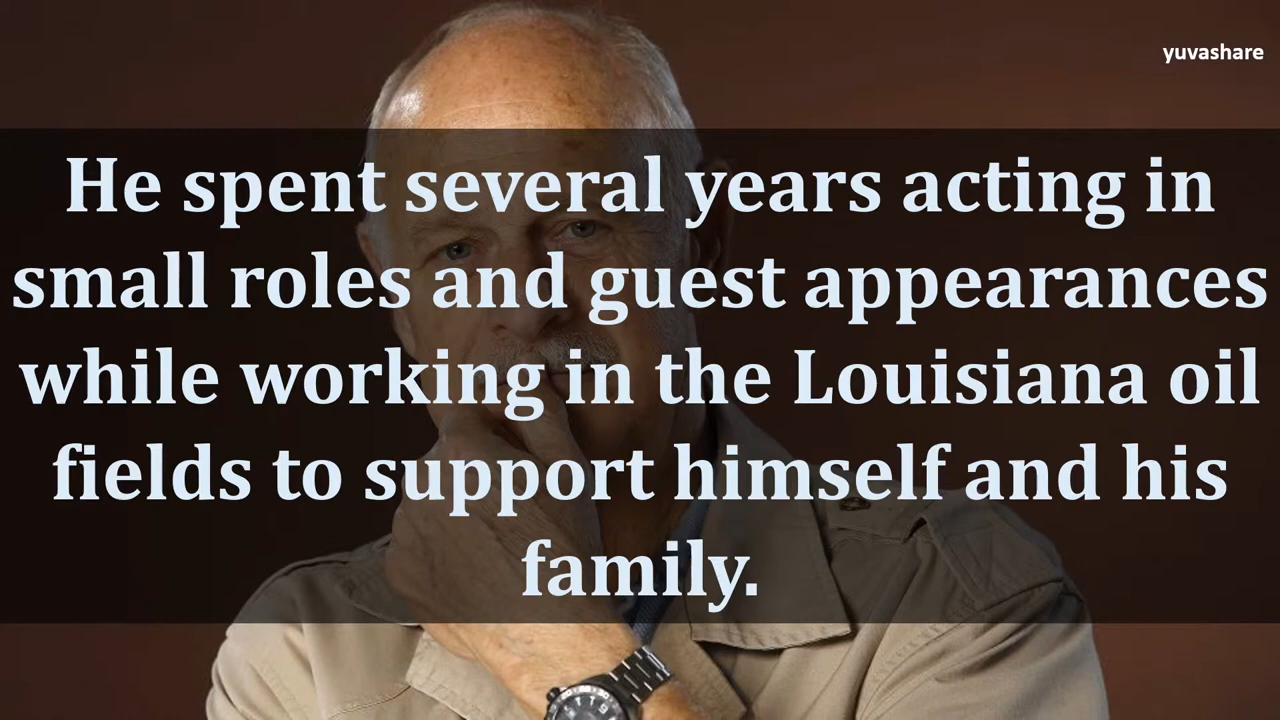 yuvashare
He spent several years acting in
small roles and guest appearances
while working in the Louisiana oil
fields to support himself and his
family.